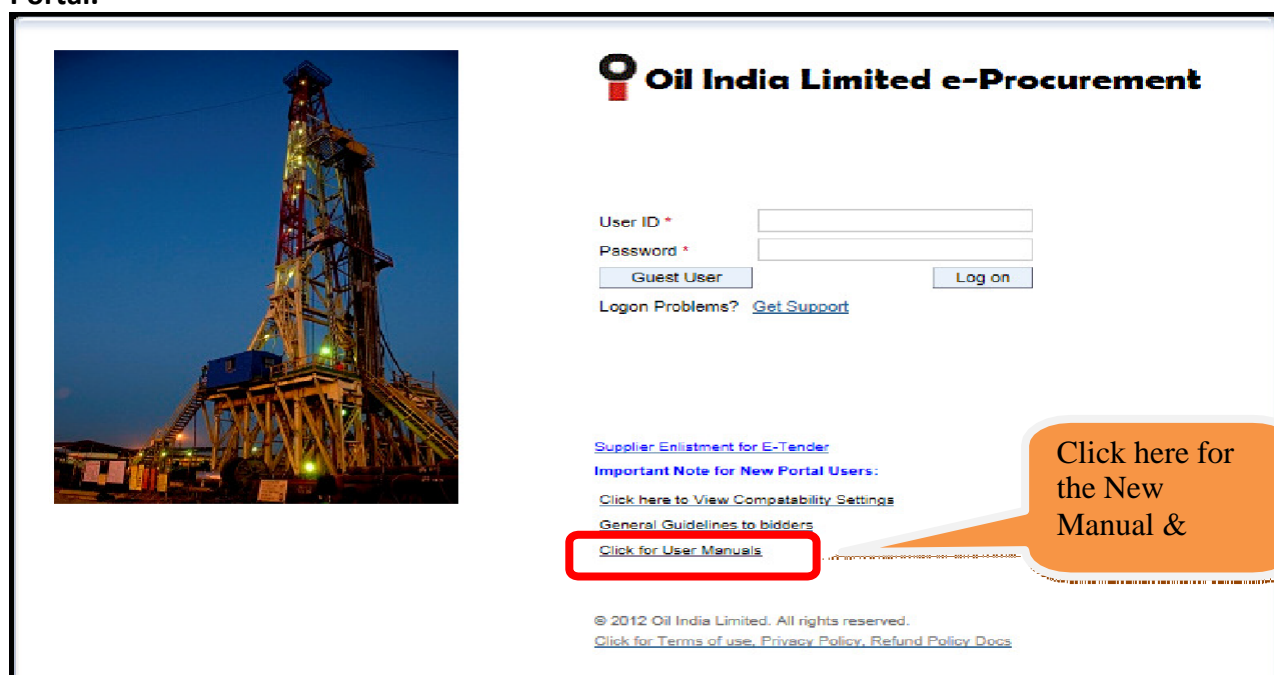 Portal.
Oil India Limited e-Procurement
User ID *
Password *
Guest User
Log on
Logon Problems? Get Support
Supplier Enlistment for E-Tender
Important Note for New Portal Users:
Click here to View Compatability Settings
General Guidelines to bidders
Click for User Manuals
Click here for
the New
Manual &
© 2012 Oil India Limited. All rights reserved.
Click for Terms of use, Privacy Policy, Refund Policy Docs